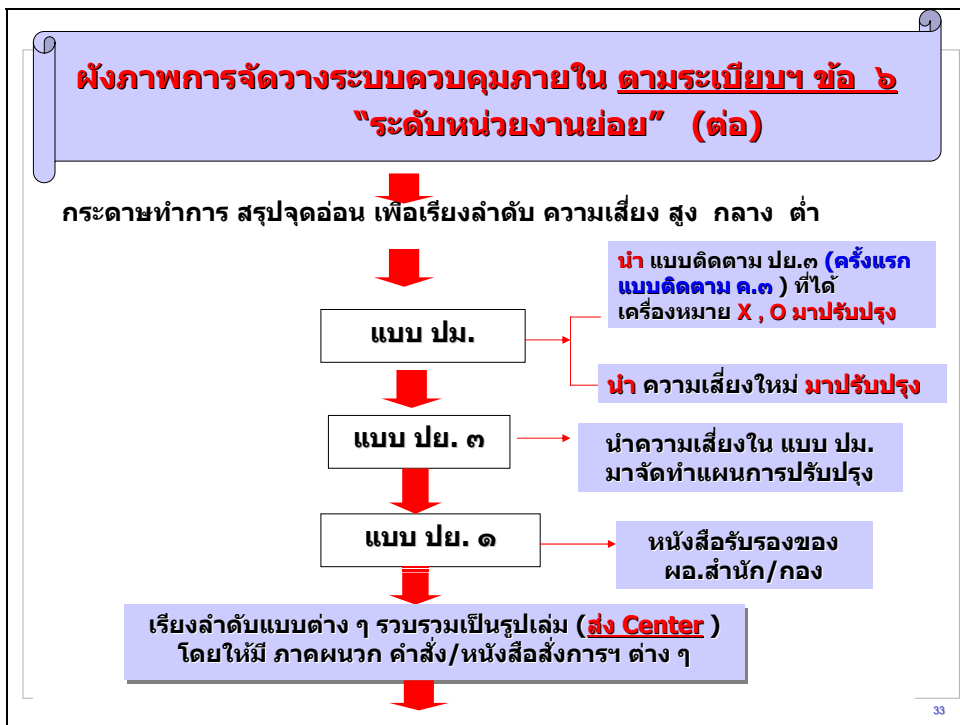 ผังภาพการจัดวางระบบควบคุมภายใน ตามระเบียบฯ ข้อ ๖
“ระดับหน่วยงานย่อย” (ต่อ)
กระดาษทำการ สรุปจุดอ่อน เพื่อเรียงลำดับ ความเสี่ยง สูง กลาง ต่ำ
นำ แบบติดตาม ปย.๓ (ครั้งแรก
แบบติดตาม ค.๓ ) ที่ได้
เครื่องหมาย X , O มาปรับปรุง
แบบ ปม.
นำ ความเสี่ยงใหม่ มาปรับปรุง
แบบ ปย. ๓
นำความเสี่ยงใน แบบ ปม.
มาจัดทำแผนการปรับปรุง
แบบ ปย. ๑
หนังสือรับรองของ
ผอ.สำนัก/กอง
เรียงลำดับแบบต่าง ๆ รวบรวมเป็นรูปเล่ม (ส่ง Center )
โดยให้มี ภาคผนวก คำสั่ง/หนังสือสั่งการฯ ต่าง ๆ
33